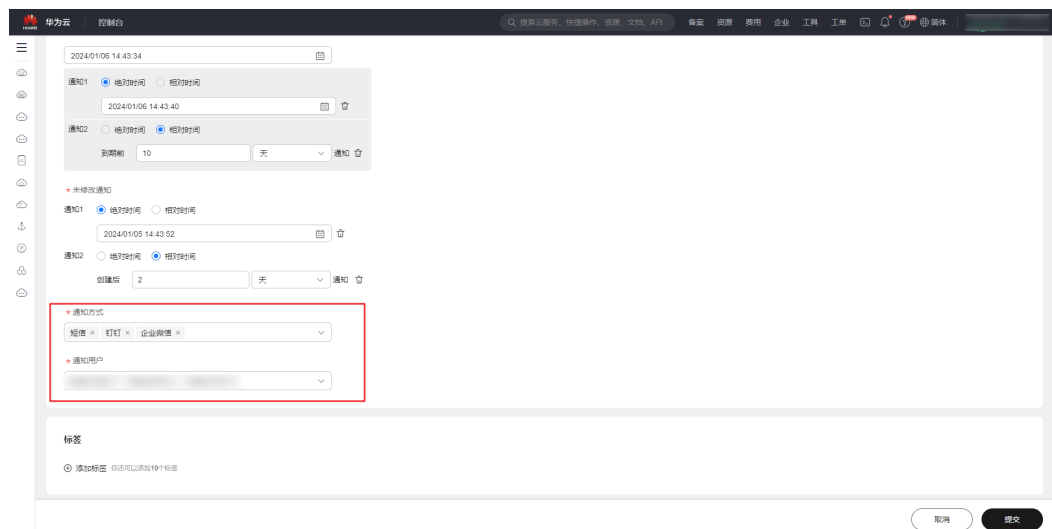 HUAWEI 华为云 控制台 搜索云服务、快捷操作、资源、文档、API 备案 资源 费用 企业 工具 工单 简体
2024/01/06 14:43:34
通知1 绝对时间 相对时间
2024/01/06 14:43:40
通知2 绝对时间 相对时间
到期前 10 天 通知
* 未修改通知
通知1 绝对时间 相对时间
2024/01/05 14:43:52
通知2 绝对时间 相对时间
创建后 2 天 通知
* 通知方式
短信 × 钉钉 × 企业微信 ×
* 通知用户
标签
添加标签 你还可以添加10个标签
取消 提交